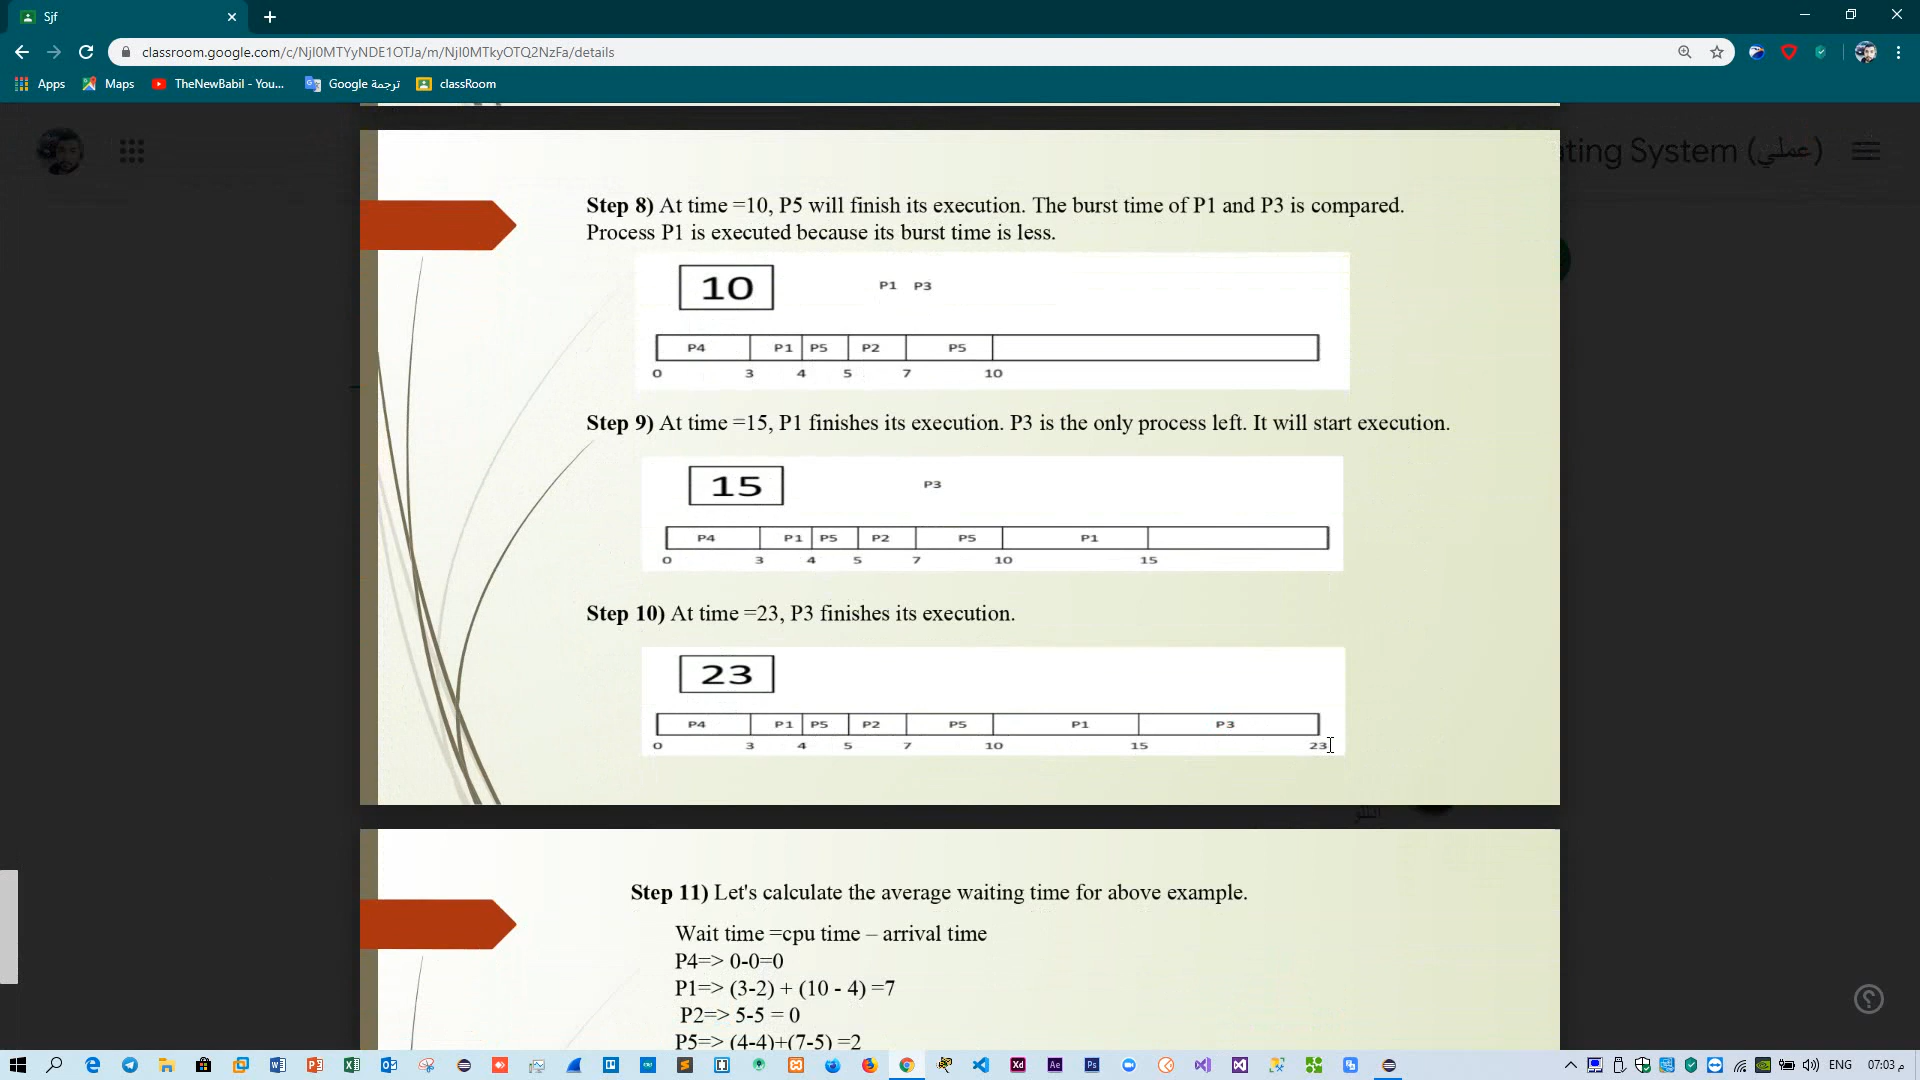 Sjf
classroom.google.com/c/NjI0MTYyNDE1OTJa/m/NjI0MTkyOTQ2NzFa/details
Apps
Maps
TheNewBabil - You...
ترجمة Google
classRoom
ating System (عملي)
Step 8) At time =10, P5 will finish its execution. The burst time of P1 and P3 is compared.
Process P1 is executed because its burst time is less.
10
P1 P3
P4 P1 P5 P2 P5
0 3 4 5 7 10
Step 9) At time =15, P1 finishes its execution. P3 is the only process left. It will start execution.
15
P3
P4 P1 P5 P2 P5 P1
0 3 4 5 7 10 15
Step 10) At time =23, P3 finishes its execution.
23
P4 P1 P5 P2 P5 P1 P3
0 3 4 5 7 10 15 23
Step 11) Let's calculate the average waiting time for above example.
Wait time =cpu time – arrival time
P4=> 0-0=0
P1=> (3-2) + (10 - 4) =7
P2=> 5-5 = 0
P5=> (4-4)+(7-5) =2
ENG
07:03 م